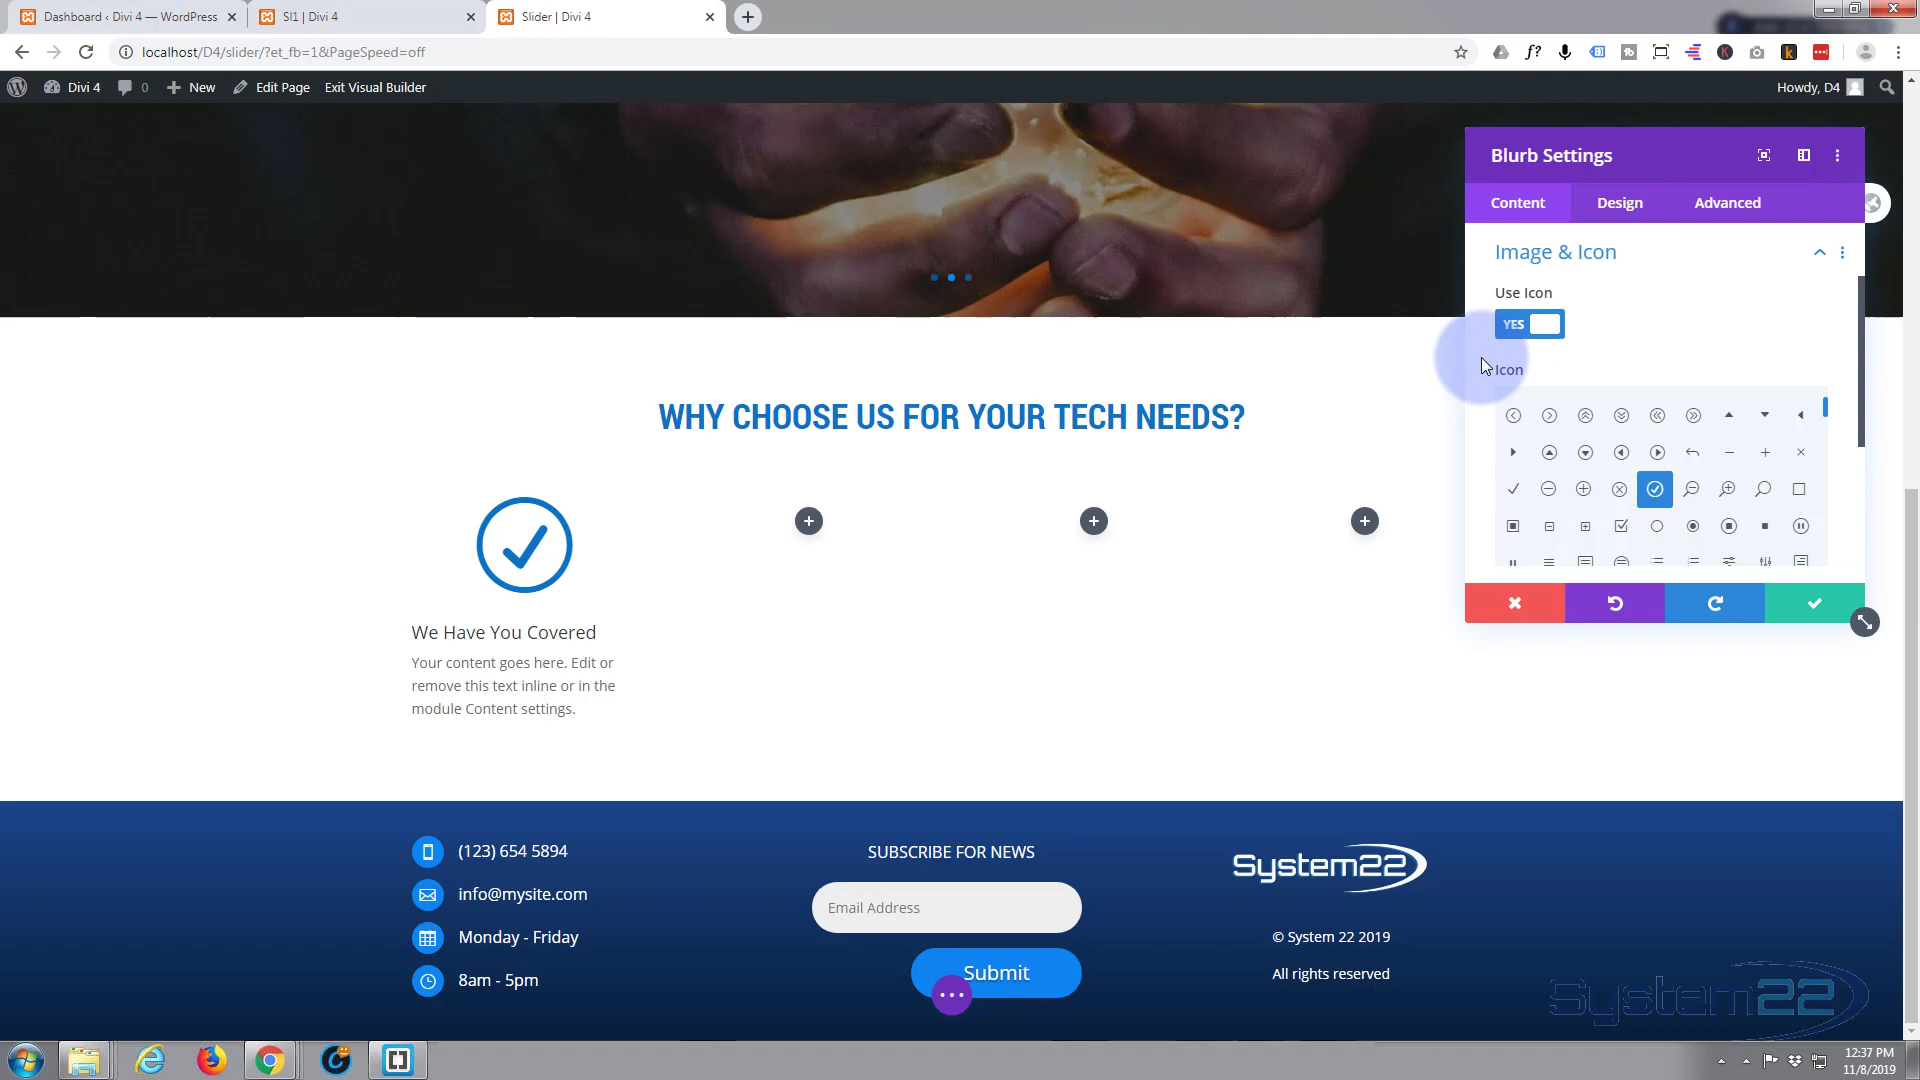 Dashboard ‹ Divi 4 — WordPress
SI1 | Divi 4
Slider | Divi 4
localhost/D4/slider/?et_fb=1&PageSpeed=off
Divi 4
0
New
Edit Page
Exit Visual Builder
Howdy, D4
Blurb Settings
Content
Design
Advanced
Image & Icon
Use Icon
YES
Icon
WHY CHOOSE US FOR YOUR TECH NEEDS?
We Have You Covered
Your content goes here. Edit or
remove this text inline or in the
module Content settings.
(123) 654 5894
info@mysite.com
Monday - Friday
8am - 5pm
SUBSCRIBE FOR NEWS
Email Address
Submit
System22
© System 22 2019
All rights reserved
System22
12:37 PM
11/8/2019